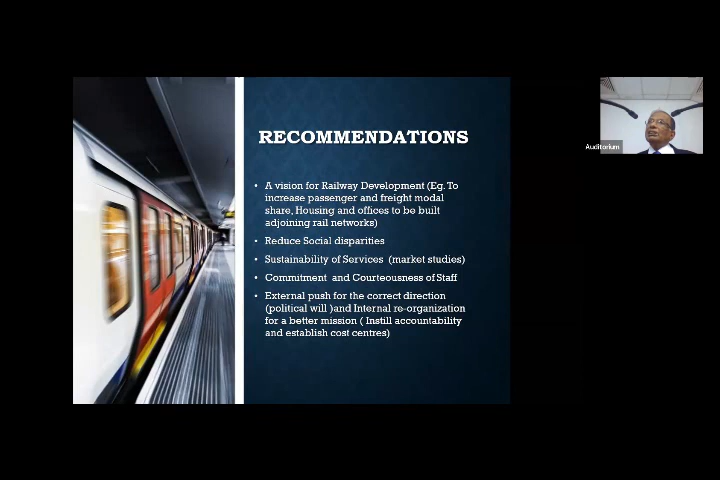 RECOMMENDATIONS
• A vision for Railway Development (Eg. To
increase passenger and freight modal
share, Housing and offices to be built
adjoining rail networks)
• Reduce Social disparities
• Sustainability of Services (market studies)
• Commitment and Courteousness of Staff
• External push for the correct direction
(political will )and Internal re-organization
for a better mission ( Instill accountability
and establish cost centres)
Auditorium